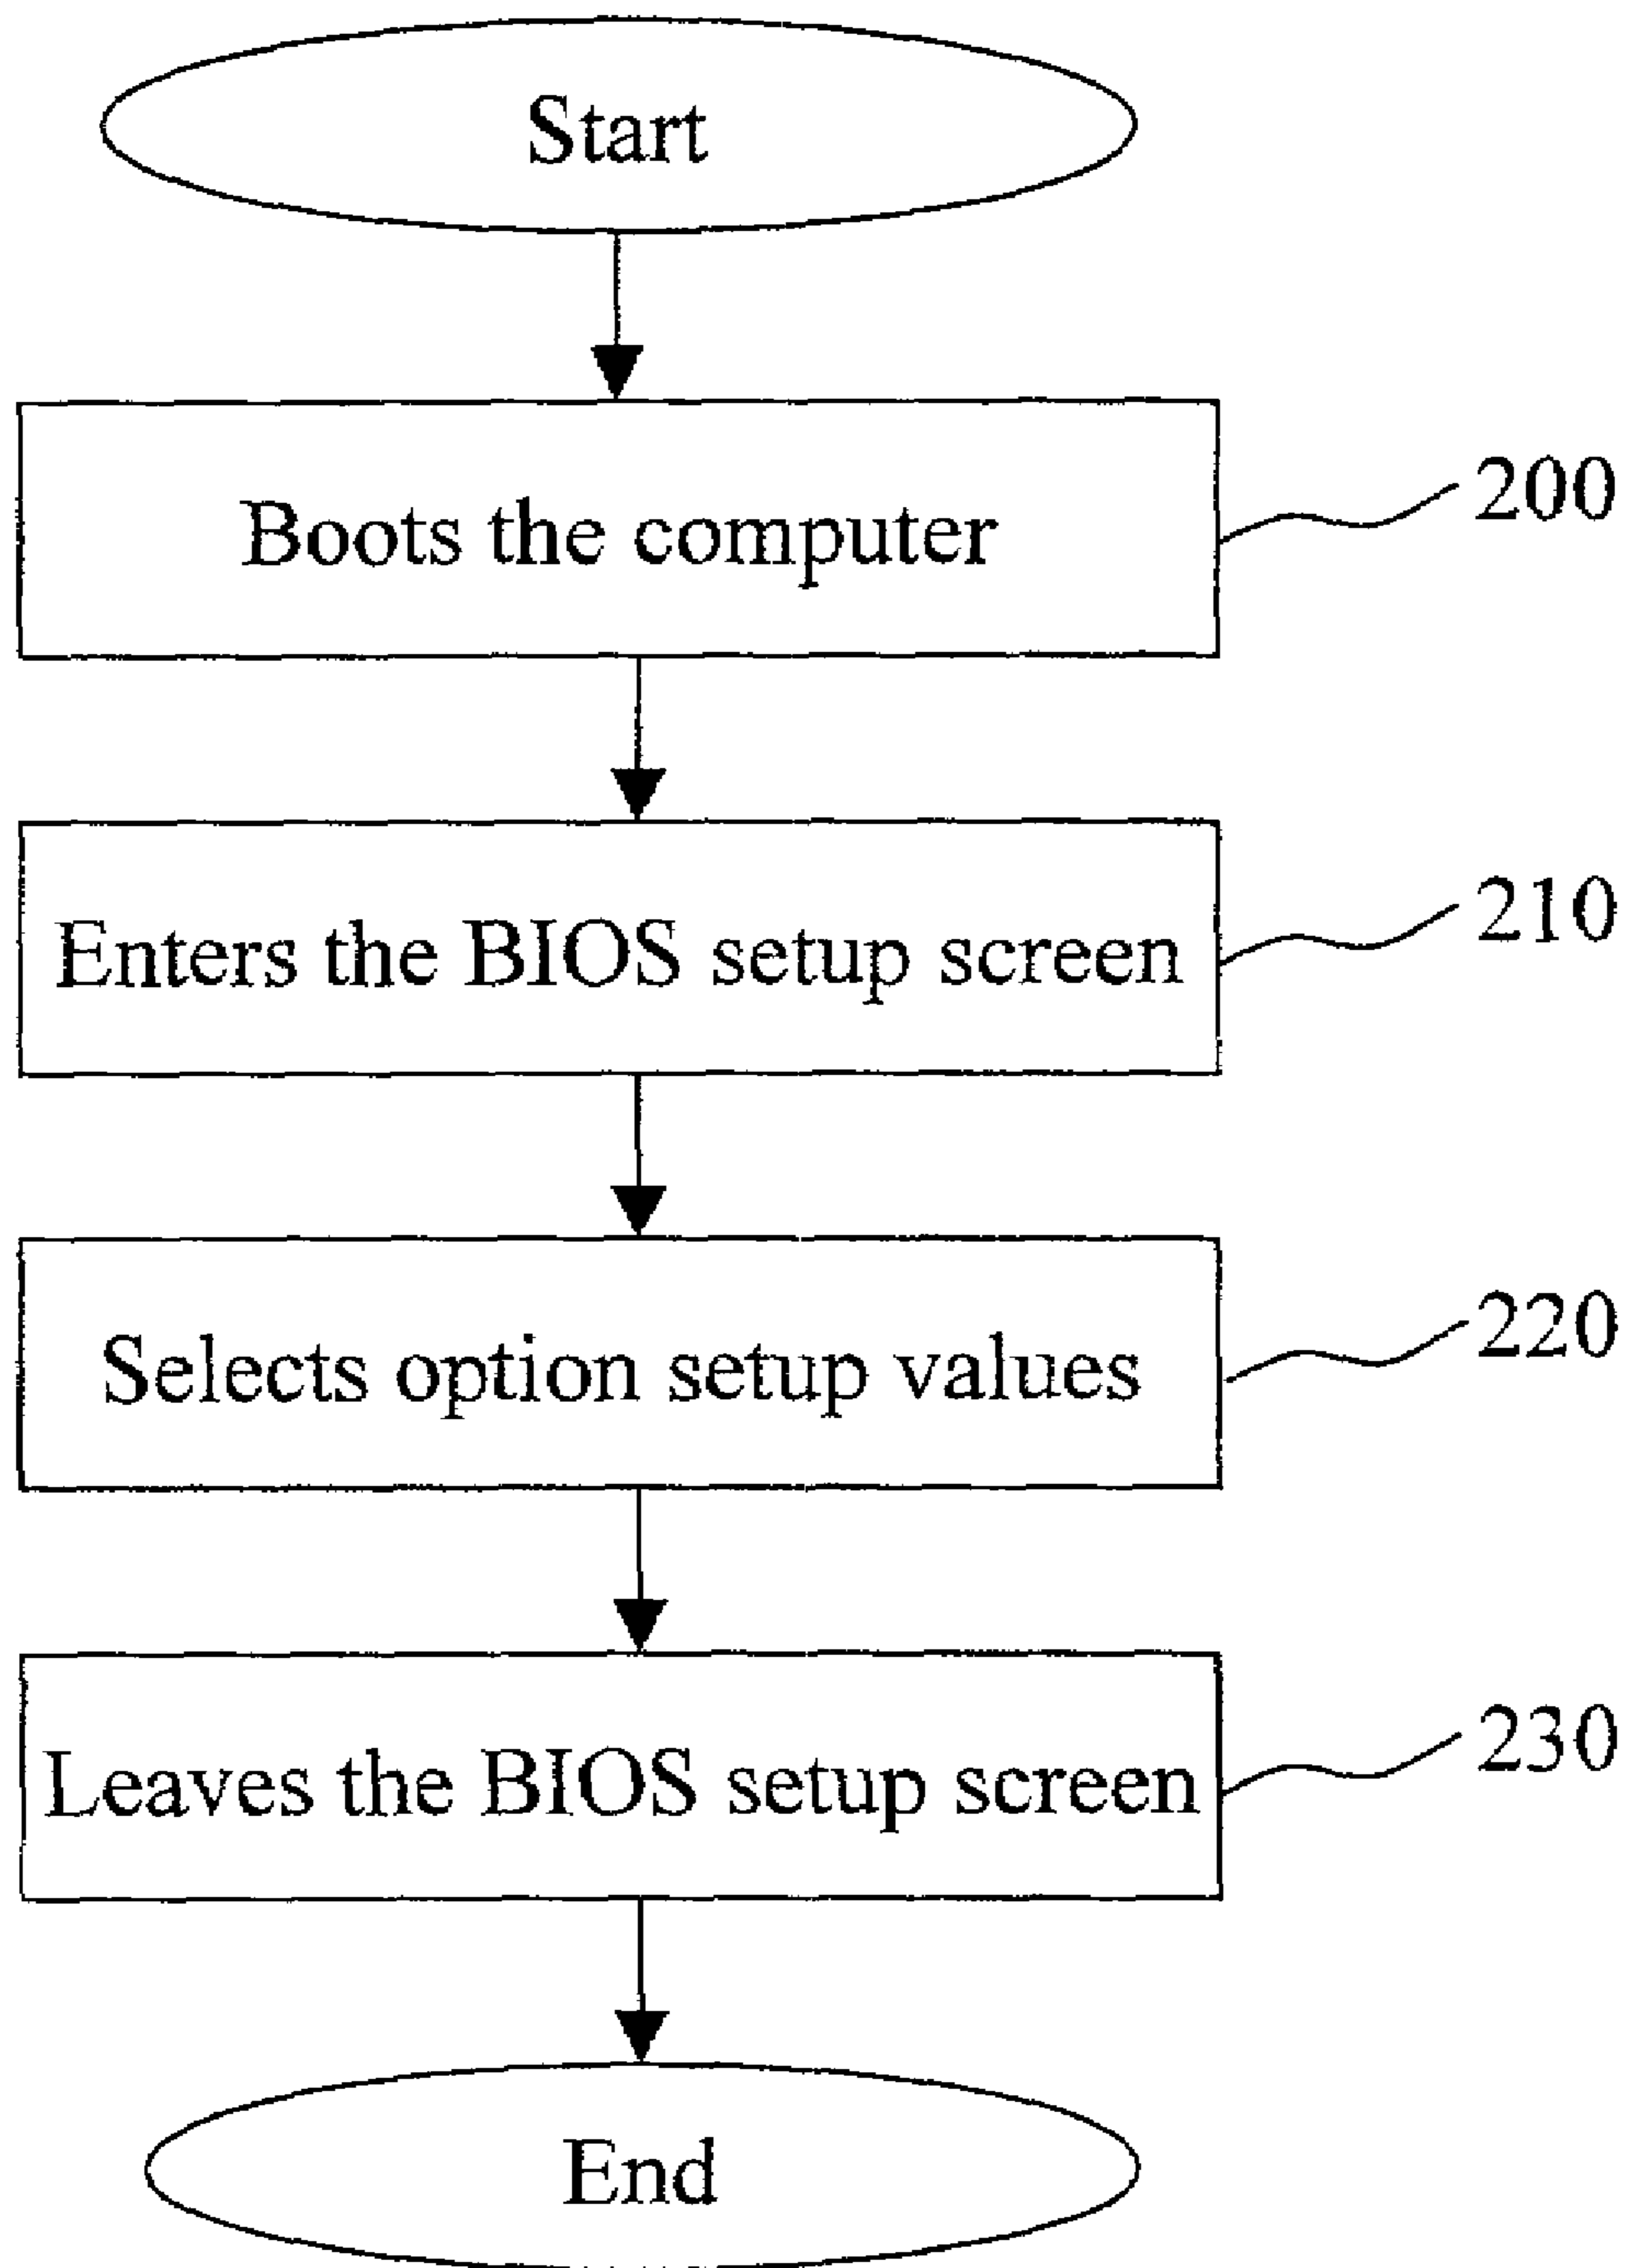 Start
Boots the computer
200
Enters the BIOS setup screen
210
Selects option setup values
220
Leaves the BIOS setup screen
230
End